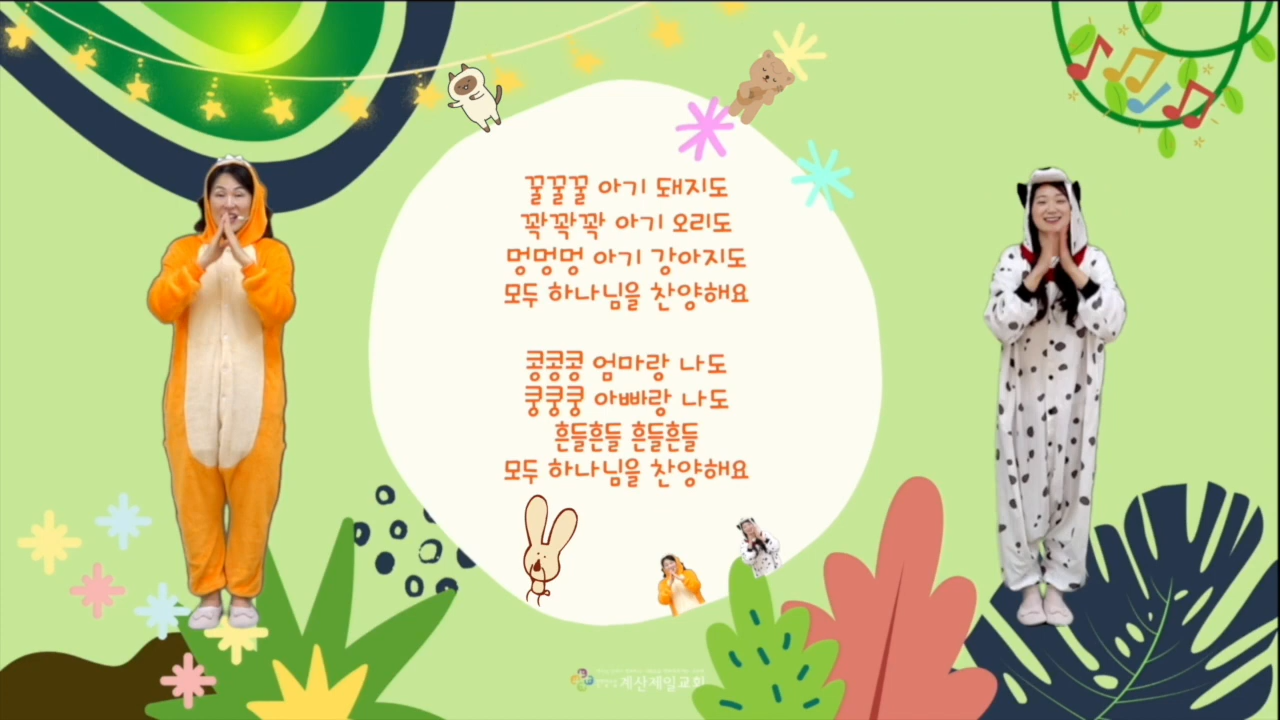 꿀꿀꿀 아기 돼지도
꽉꽉꽉 아기 오리도
멍멍멍 아기 강아지도
모두 하나님을 찬양해요
콩콩콩 엄마랑 나도
쿵쿵쿵 아빠랑 나도
흔들흔들 흔들흔들
모두 하나님을 찬양해요
계산제일교회